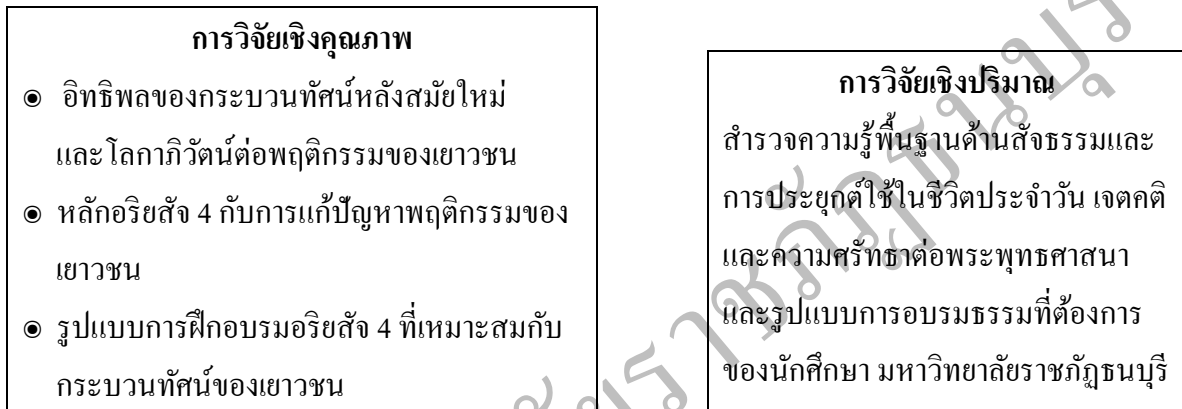 การวิจัยเชิงคุณภาพ
◉ อิทธิพลของกระบวนทัศน์หลังสมัยใหม่
และโลกาภิวัตน์ต่อพฤติกรรมของเยาวชน
◉ หลักอริยสัจ 4 กับการแก้ปัญหาพฤติกรรมของ
เยาวชน
◉ รูปแบบการฝึกอบรมอริยสัจ 4 ที่เหมาะสมกับ
กระบวนทัศน์ของเยาวชน
การวิจัยเชิงปริมาณ
สำรวจความรู้พื้นฐานด้านสัจธรรมและ
การประยุกต์ใช้ในชีวิตประจำวัน เจตคติ
และความศรัทธาต่อพระพุทธศาสนา
และรูปแบบการอบรมธรรมที่ต้องการ
ของนักศึกษา มหาวิทยาลัยราชภัฏธนบุรี